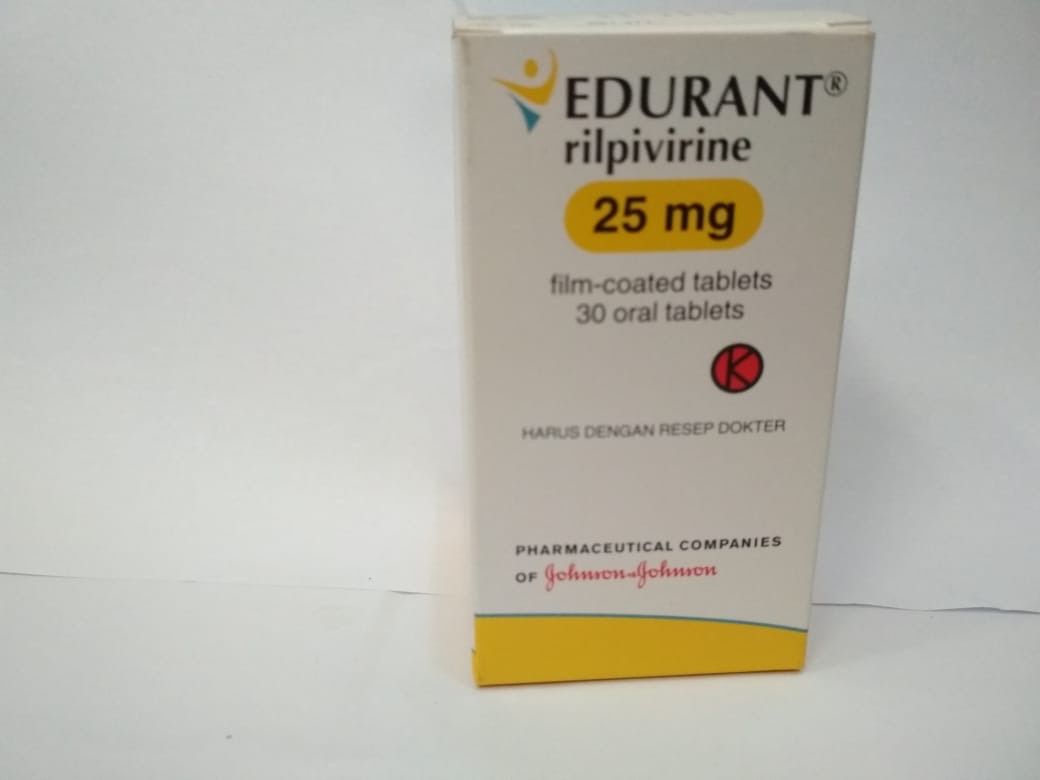 EDURANT®
rilpivirine
25 mg
film-coated tablets
30 oral tablets
K
HARUS DENGAN RESEP DOKTER
PHARMACEUTICAL COMPANIES
OF Johnson-Johnson